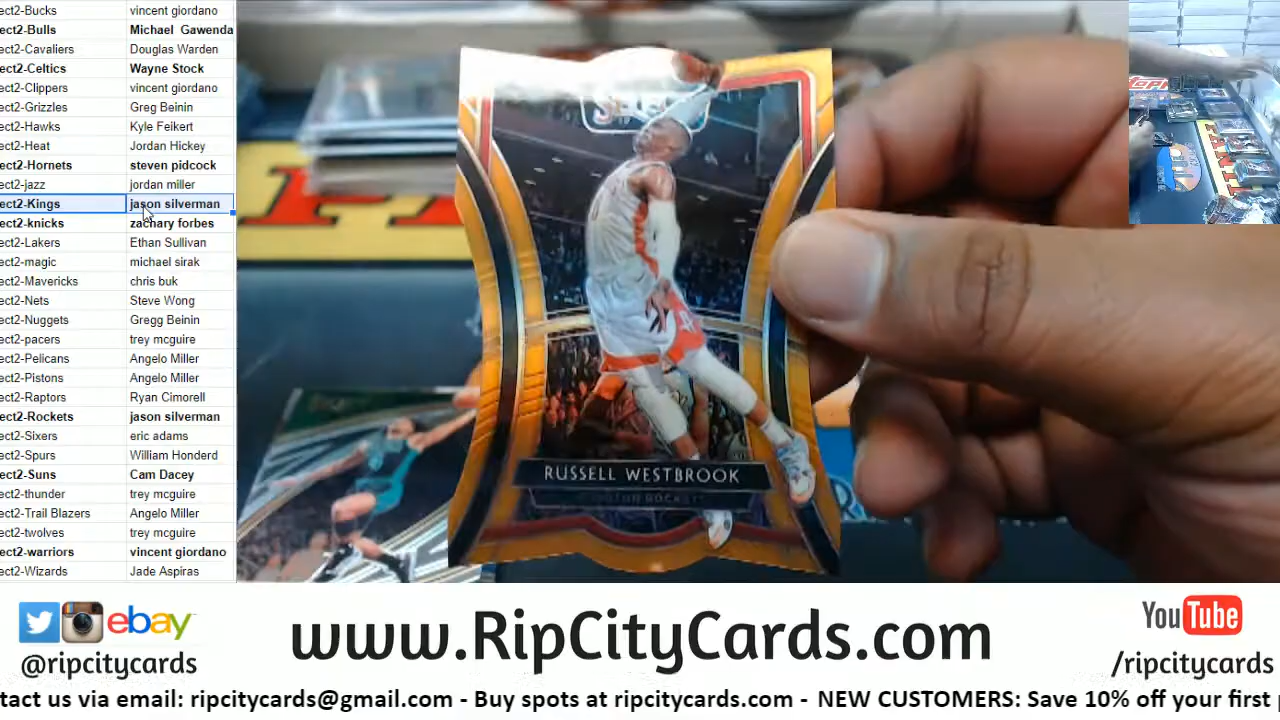 ect2-Bucks vincent giordano
ect2-Bulls Michael Gawenda
ect2-Cavaliers Douglas Warden
ect2-Celtics Wayne Stock
ect2-Clippers vincent giordano
ect2-Grizzles Greg Beinin
ect2-Hawks Kyle Feikert
ect2-Heat Jordan Hickey
ect2-Hornets steven pidcock
ect2-jazz jordan miller
ect2-Kings jason silverman
ect2-knicks zachary forbes
ect2-Lakers Ethan Sullivan
ect2-magic michael sirak
ect2-Mavericks chris buk
ect2-Nets Steve Wong
ect2-Nuggets Gregg Beinin
ect2-pacers trey mcguire
ect2-Pelicans Angelo Miller
ect2-Pistons Angelo Miller
ect2-Raptors Ryan Cimorell
ect2-Rockets jason silverman
ect2-Sixers eric adams
ect2-Spurs William Honderd
ect2-Suns Cam Dacey
ect2-thunder trey mcguire
ect2-Trail Blazers Angelo Miller
ect2-twolves trey mcguire
ect2-warriors vincent giordano
ect2-Wizards Jade Aspiras
SELECT
RUSSELL WESTBROOK
HOUSTON ROCKETS
ebay
@ripcitycards
www.RipCityCards.com
YouTube
/ripcitycards
tact us via email: ripcitycards@gmail.com - Buy spots at ripcitycards.com - NEW CUSTOMERS: Save 10% off your first p